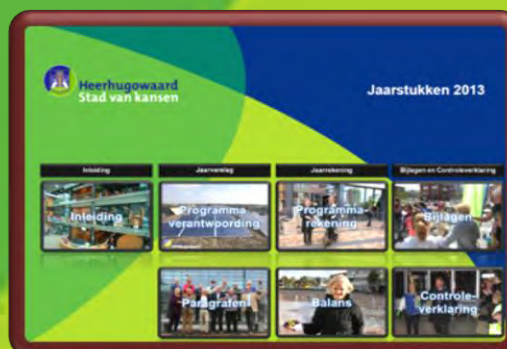 Heerhugowaard
Stad van kansen
Jaarstukken 2013
Inleiding
Jaarverslag
Jaarrekening
Bijlagen en Controleverklaring
Inleiding
Programma
verantwoording
Programma-
rekening
Bijlagen
Paragrafen
Balans
Controle-
verklaring